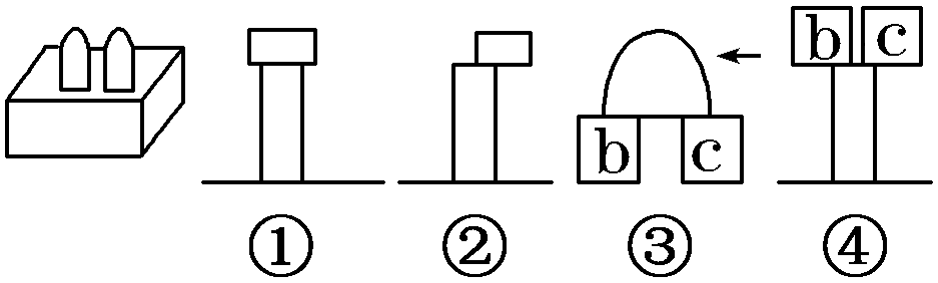 b c b c
① ② ③ ④